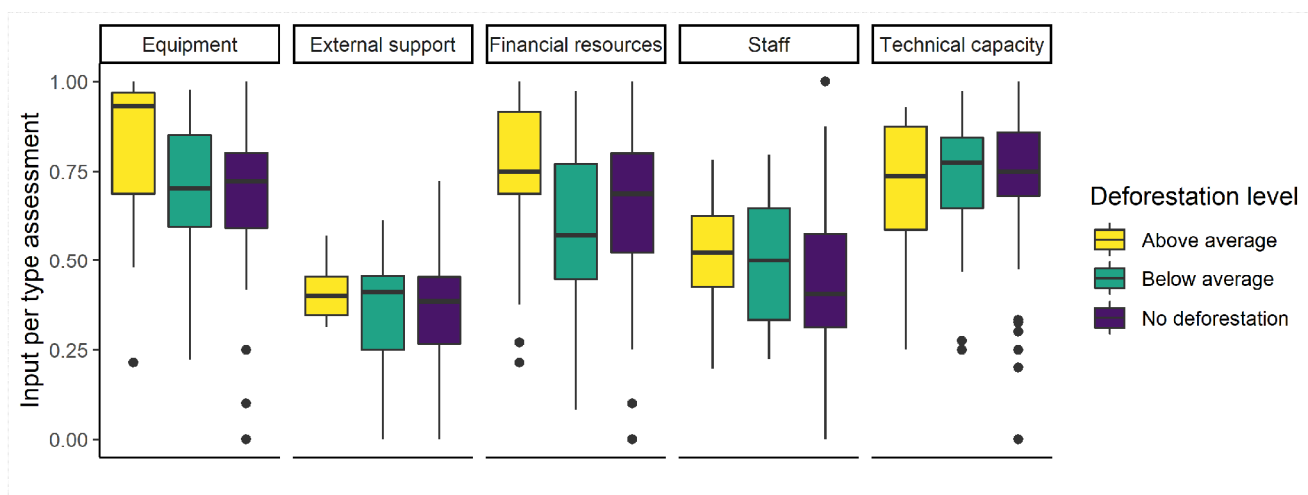 Equipment
External support
Financial resources
Staff
Technical capacity
Input per type assessment
1.00
0.75
0.50
0.25
0.00
Deforestation level
Above average
Below average
No deforestation